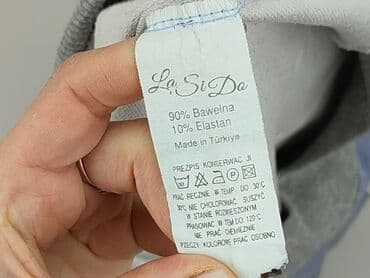 La Si Do
90% Bawełna
10% Elastan
Made in Türkiye
PRZEPIS KONSERWACJI
PRAĆ RĘCZNIE W TEMP. DO 30°C
NIE CHLOROWAĆ SUSZYĆ
W STANIE ROZWIESZONYM
PRASOWAĆ W TEM DO 120°C
NIE PRAĆ CHEMICZNIE
RZECZY KOLOROWE PRAĆ OSOBNO